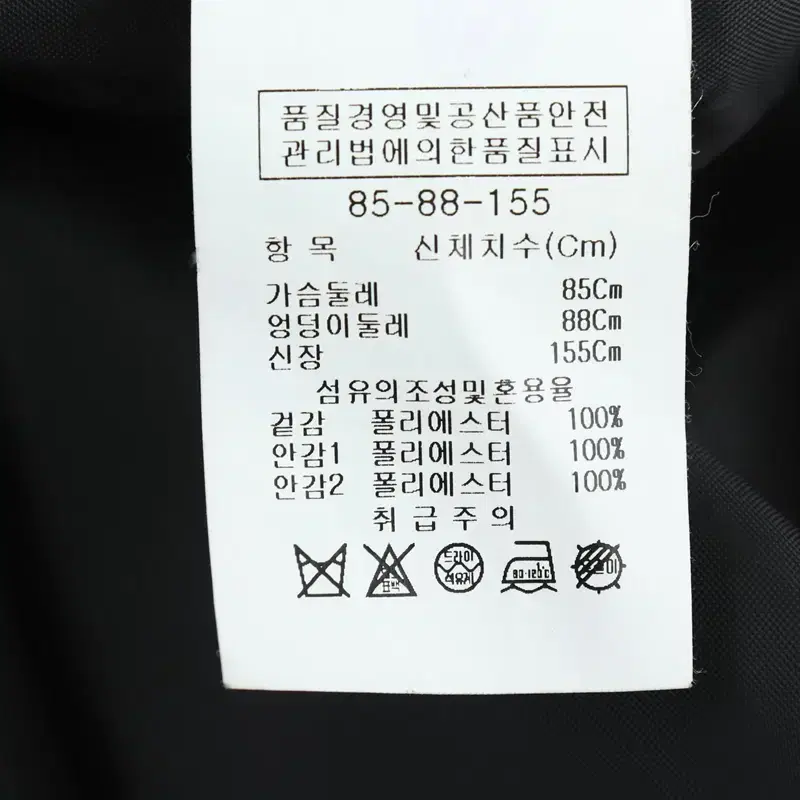 품질경영및공산품안전
관리법에의한품질표시
85-88-155
항 목 신체치수(Cm)
가슴둘레 85Cm
엉덩이둘레 88Cm
신장 155Cm
섬유의조성및혼용율
겉감 폴리에스터 100%
안감1 폴리에스터 100%
안감2 폴리에스터 100%
취 급 주 의
표백 드라이 80-120℃
석유계